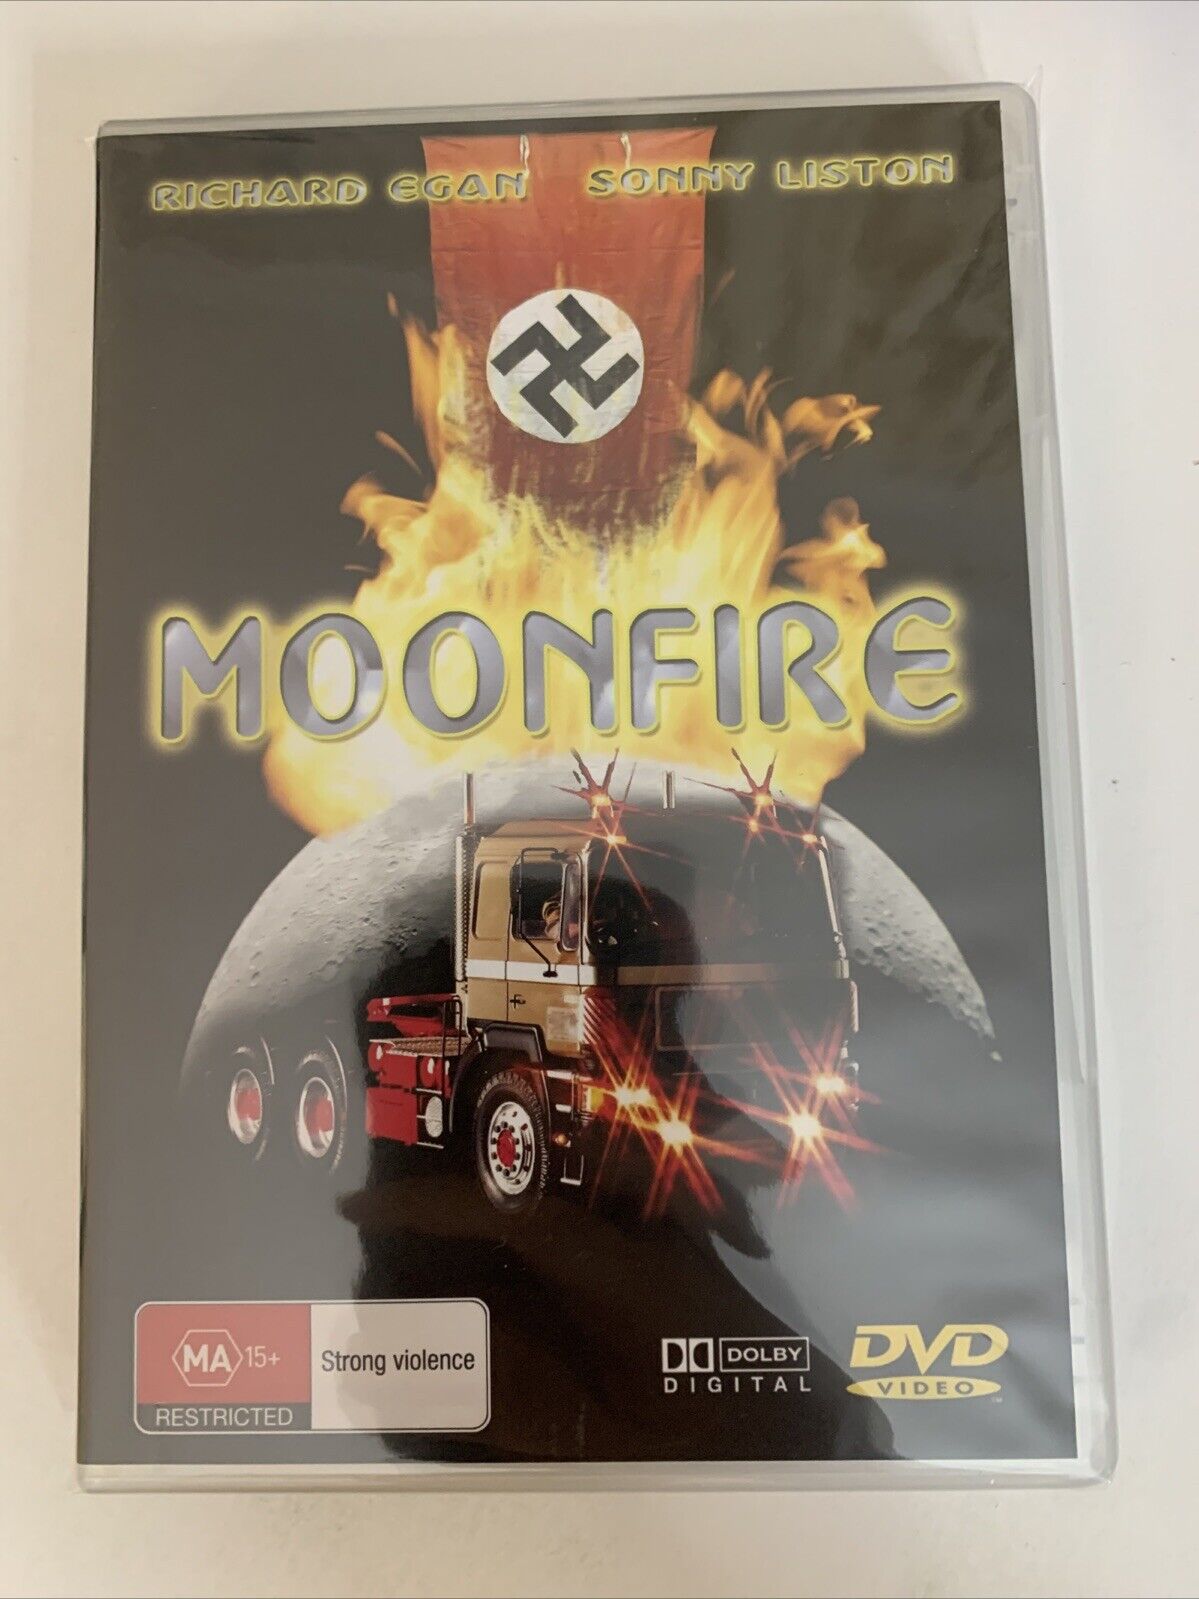 RICHARD EGAN SONNY LISTON
MOONFIRE
MA 15+
RESTRICTED
Strong violence
DOLBY
DIGITAL
DVD
VIDEO